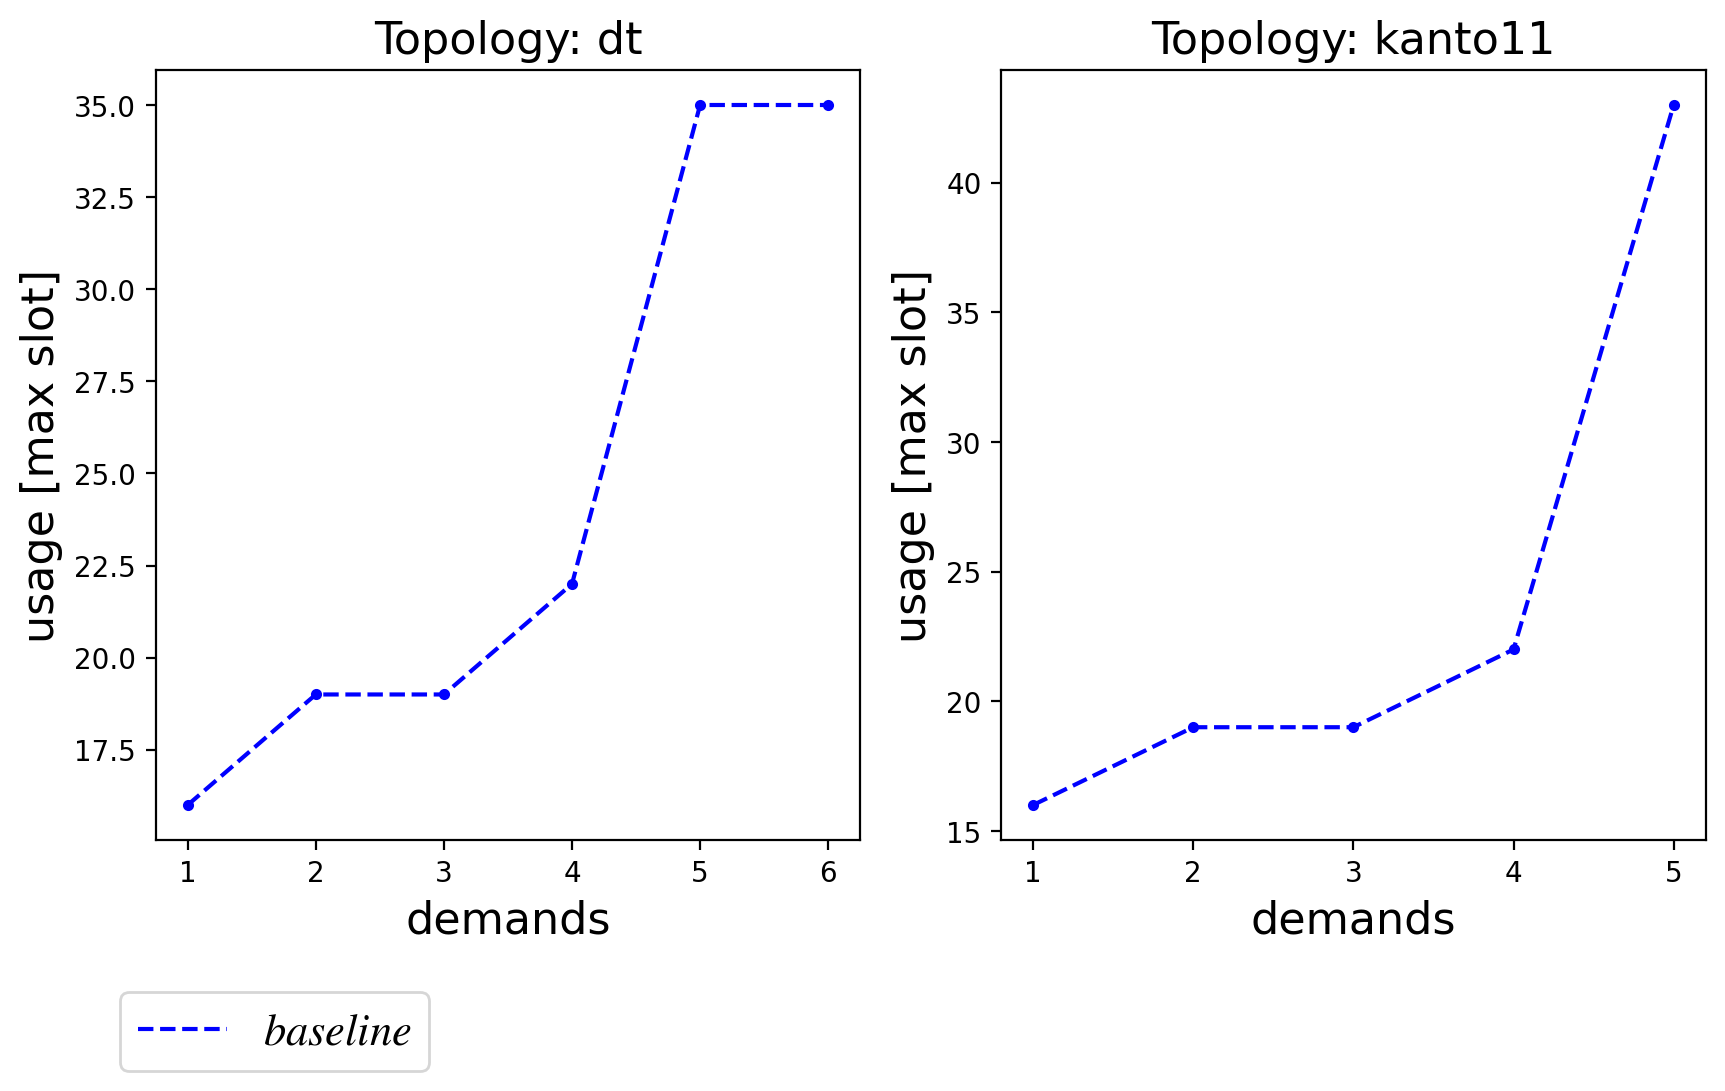 Topology: dt
usage [max slot]
35.0
32.5
30.0
27.5
25.0
22.5
20.0
17.5
1 2 3 4 5 6
demands
Topology: kanto11
usage [max slot]
40
35
30
25
20
15
1 2 3 4 5
demands
baseline